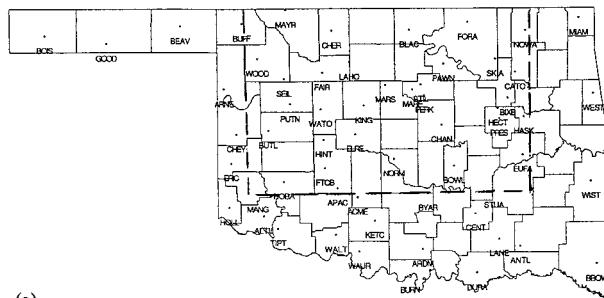 MAYR
BUFF
CHER
BLAC
FORA
NOWA
MIAM
BEAV
BOIS
GOOD
WOOD
LAHO
PAWN
SKIA
FAIR
SEIL
CATO
ARNE
MARS
MARE
PERK
WEST
PUTN
WATO
KING
BIXB
HECT
PRES
HASK
CHAN
BUTL
ELRE
CHEY
HINT
NORM
BOWL
EUFA
ERIC
FTCB
HOBA
WIST
MANG
APAC
BYAR
STUA
ACME
HOLL
ALTU
TIPT
KETC
CENT
WALT
LANE
ANTL
WAUR
ARDM
BBOW
BURN
DURA
(a)